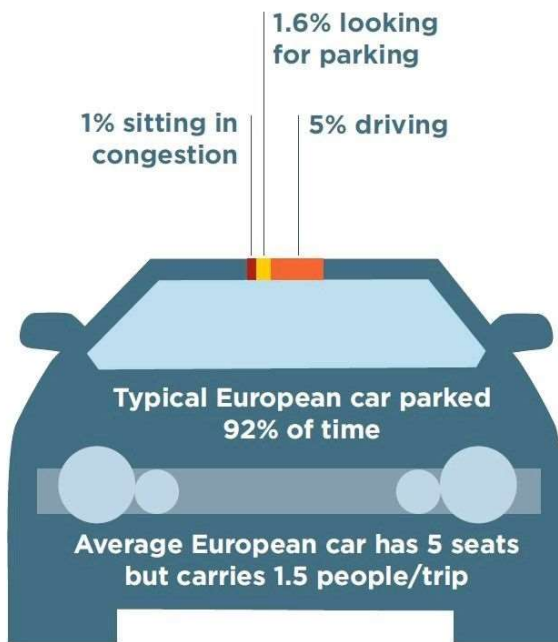 1.6% looking
for parking
1% sitting in
congestion
5% driving
Typical European car parked
92% of time
Average European car has 5 seats
but carries 1.5 people/trip